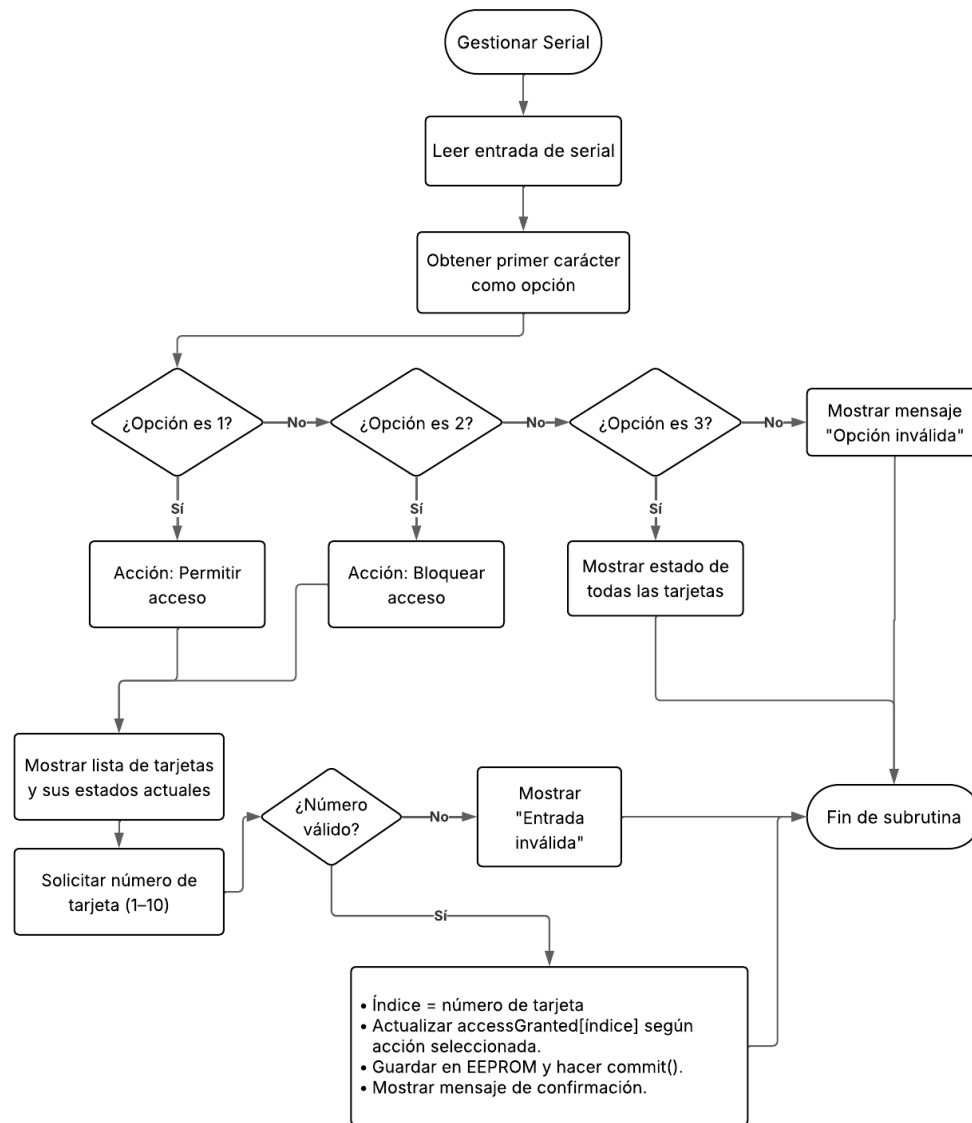 Gestionar Serial
Leer entrada de serial
Obtener primer carácter
como opción
¿Opción es 1?
No
¿Opción es 2?
No
¿Opción es 3?
No
Mostrar mensaje
"Opción inválida"
Sí
Sí
Sí
Acción: Permitir
acceso
Acción: Bloquear
acceso
Mostrar estado de
todas las tarjetas
Mostrar lista de tarjetas
y sus estados actuales
¿Número
válido?
No
Mostrar
"Entrada
inválida"
Fin de subrutina
Solicitar número de
tarjeta (1–10)
Sí
• Índice = número de tarjeta
• Actualizar accessGranted[índice] según
acción seleccionada.
• Guardar en EEPROM y hacer commit().
• Mostrar mensaje de confirmación.